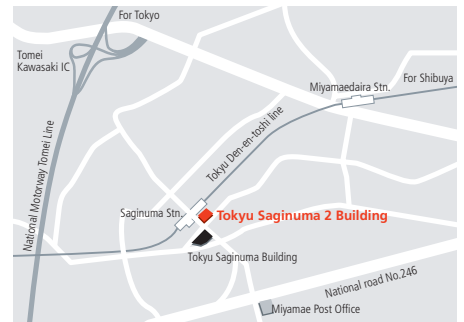 For Tokyo
Tomei
Kawasaki IC
Miyamaedaira Stn.
For Shibuya
National Motorway Tomei Line
Tokyu Den-en-toshi line
Saginuma Stn.
Tokyu Saginuma 2 Building
Tokyu Saginuma Building
National road No.246
Miyamae Post Office